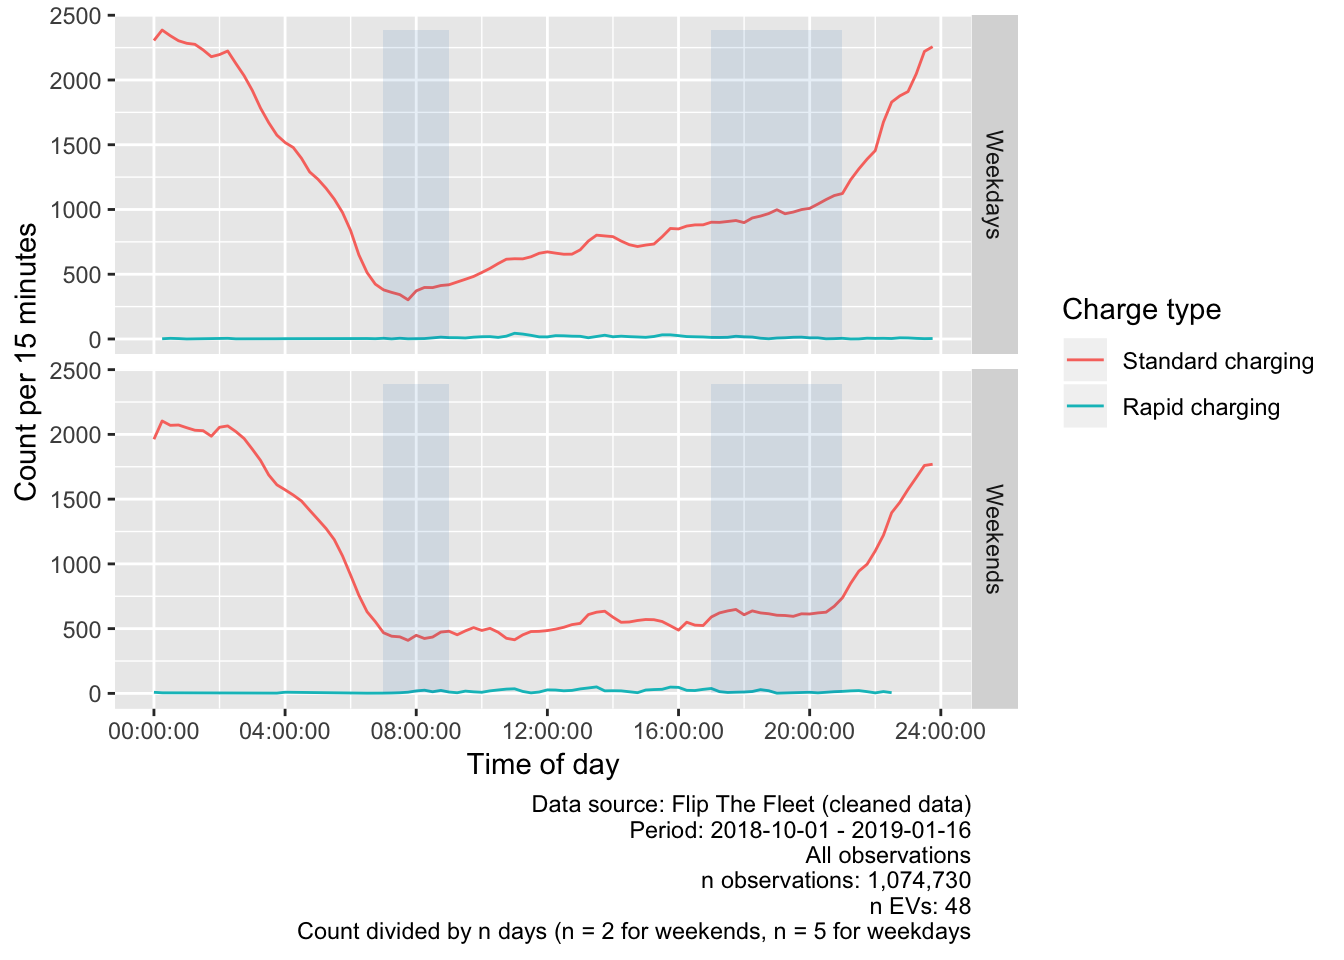 Count per 15 minutes
2500
2000
1500
1000
500
0
Weekdays
2500
2000
1500
1000
500
0
Weekends
00:00:00 04:00:00 08:00:00 12:00:00 16:00:00 20:00:00 24:00:00
Time of day
Charge type
Standard charging
Rapid charging
Data source: Flip The Fleet (cleaned data)
Period: 2018-10-01 - 2019-01-16
All observations
n observations: 1,074,730
n EVs: 48
Count divided by n days (n = 2 for weekends, n = 5 for weekdays